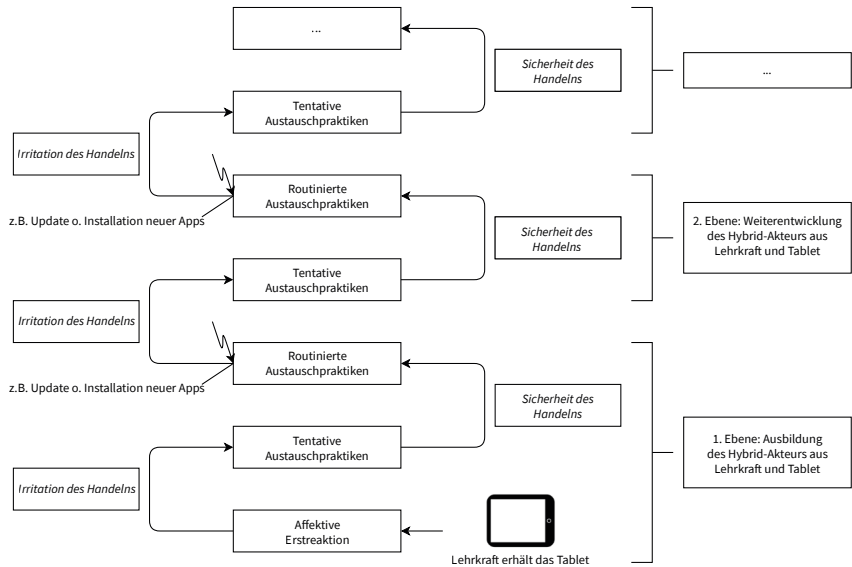 ...
Sicherheit des
Handelns
...
Tentative
Austauschpraktiken
Irritation des Handelns
Routinierte
Austauschpraktiken
z.B. Update o. Installation neuer Apps
2. Ebene: Weiterentwicklung
des Hybrid-Akteurs aus
Lehrkraft und Tablet
Sicherheit des
Handelns
Tentative
Austauschpraktiken
Irritation des Handelns
Routinierte
Austauschpraktiken
z.B. Update o. Installation neuer Apps
Sicherheit des
Handelns
1. Ebene: Ausbildung
des Hybrid-Akteurs aus
Lehrkraft und Tablet
Tentative
Austauschpraktiken
Irritation des Handelns
Affektive
Erstreaktion
Lehrkraft erhält das Tablet